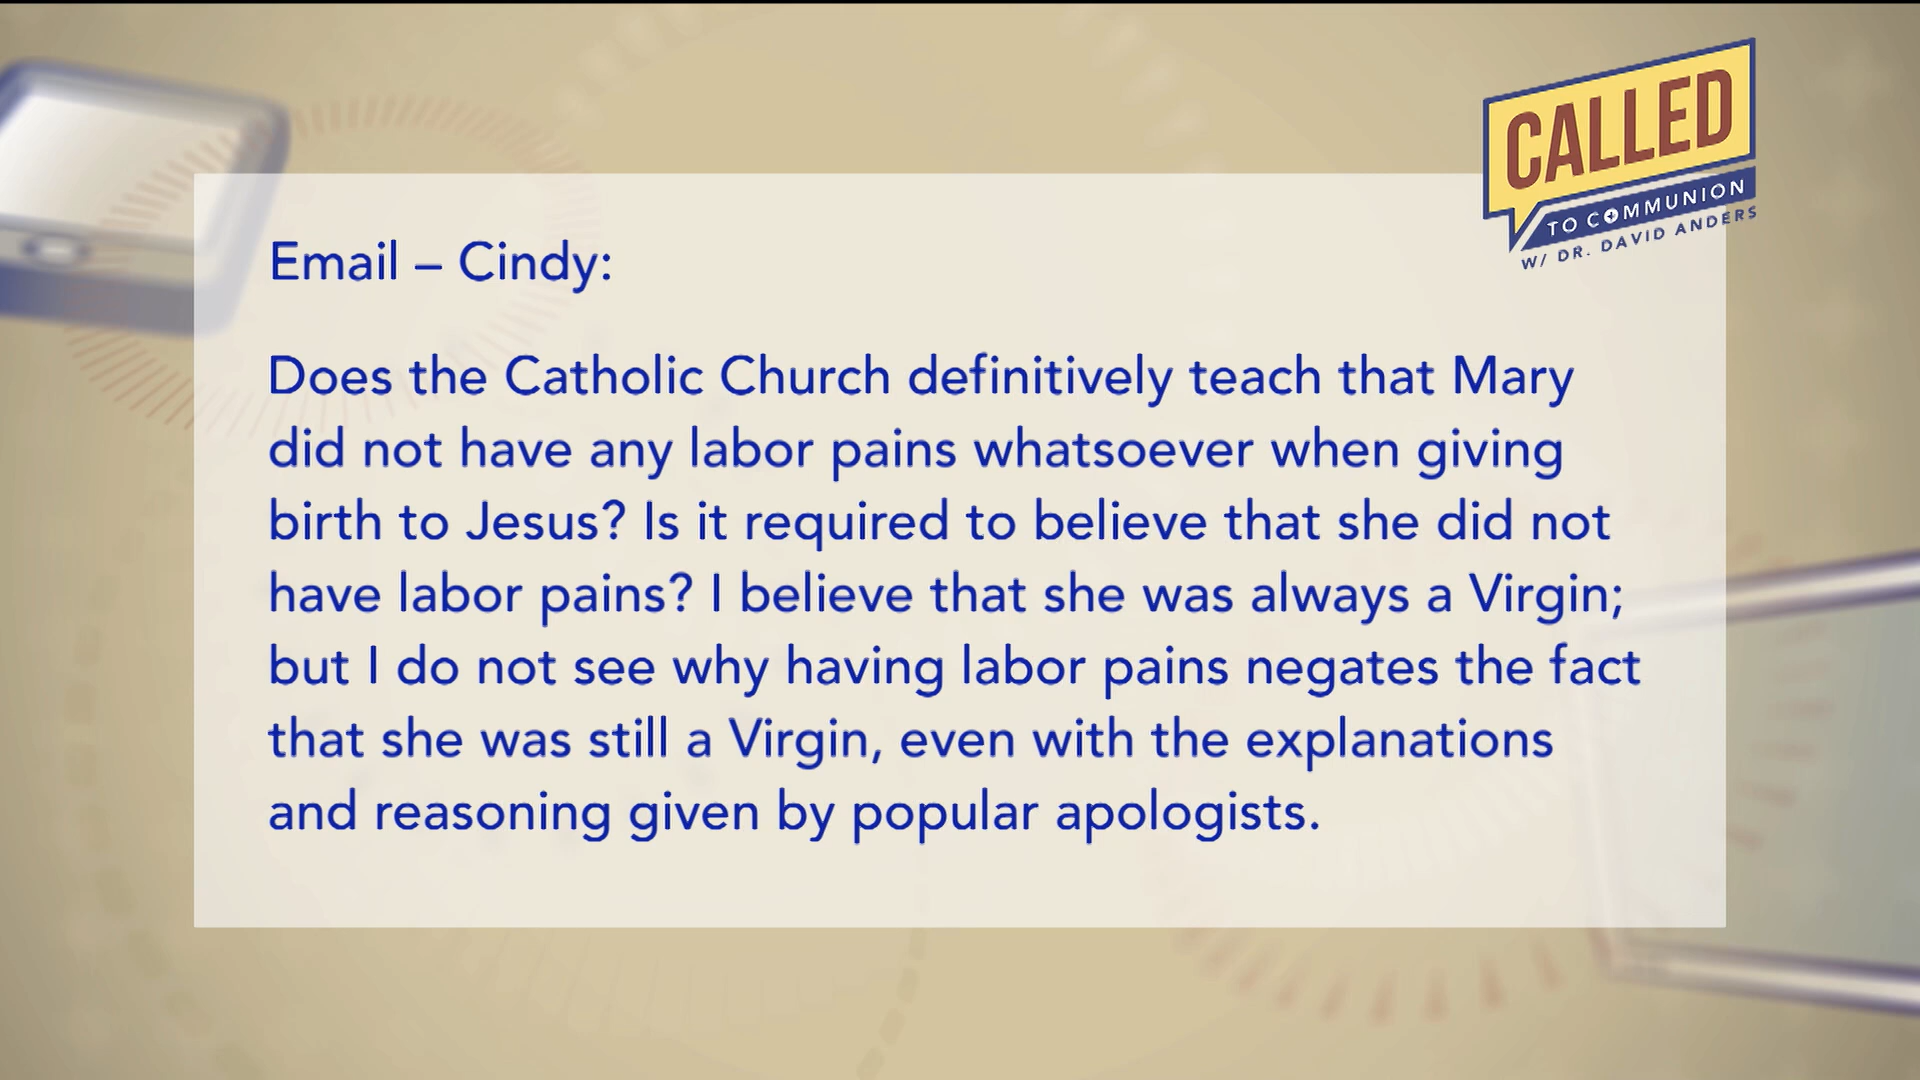 CALLED
TO COMMUNION
W/ DR. DAVID ANDERS
Email – Cindy:
Does the Catholic Church definitively teach that Mary
did not have any labor pains whatsoever when giving
birth to Jesus? Is it required to believe that she did not
have labor pains? I believe that she was always a Virgin;
but I do not see why having labor pains negates the fact
that she was still a Virgin, even with the explanations
and reasoning given by popular apologists.